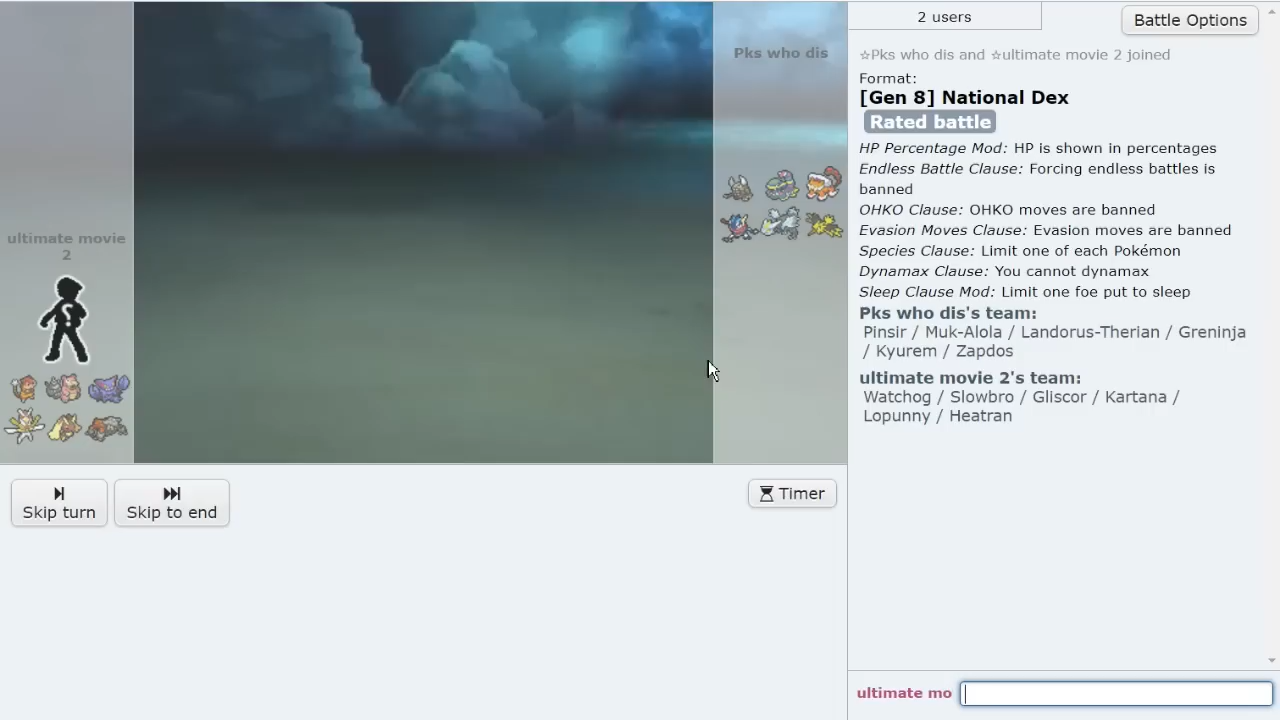 2 users
Battle Options
Pks who dis
☆Pks who dis and ☆ultimate movie 2 joined
Format:
[Gen 8] National Dex
Rated battle
HP Percentage Mod: HP is shown in percentages
Endless Battle Clause: Forcing endless battles is
banned
OHKO Clause: OHKO moves are banned
Evasion Moves Clause: Evasion moves are banned
Species Clause: Limit one of each Pokémon
Dynamax Clause: You cannot dynamax
Sleep Clause Mod: Limit one foe put to sleep
Pks who dis's team:
Pinsir / Muk-Alola / Landorus-Therian / Greninja
/ Kyurem / Zapdos
ultimate movie 2's team:
Watchog / Slowbro / Gliscor / Kartana /
Lopunny / Heatran
ultimate movie
2
Skip turn
Skip to end
Timer
ultimate mo